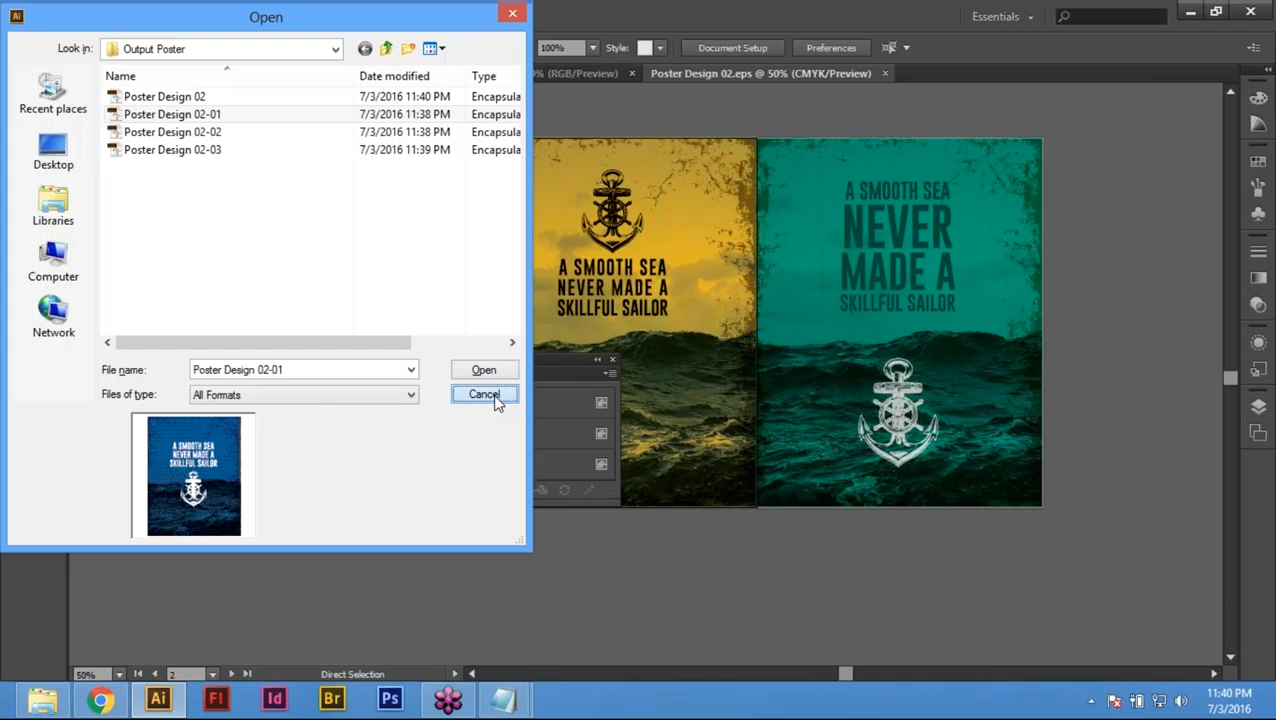 Ai
Open
Essentials
Look in:
Output Poster
100%
Style:
Document Setup
Preferences
Name
Date modified
Type
% (RGB/Preview)
Poster Design 02.eps @ 50% (CMYK/Preview)
Recent places
Desktop
Libraries
Computer
Network
Poster Design 02
7/3/2016 11:40 PM
Encapsula
Poster Design 02-01
7/3/2016 11:38 PM
Encapsula
Poster Design 02-02
7/3/2016 11:38 PM
Encapsula
Poster Design 02-03
7/3/2016 11:39 PM
Encapsula
File name:
Poster Design 02-01
Open
Files of type:
All Formats
Cancel
A SMOOTH SEA
NEVER MADE A
SKILLFUL SAILOR
A SMOOTH SEA
NEVER MADE A
SKILLFUL SAILOR
A SMOOTH SEA
NEVER
MADE A
SKILLFUL SAILOR
50%
2
Direct Selection
Ai
Fl
Id
Br
Ps
11:40 PM
7/3/2016